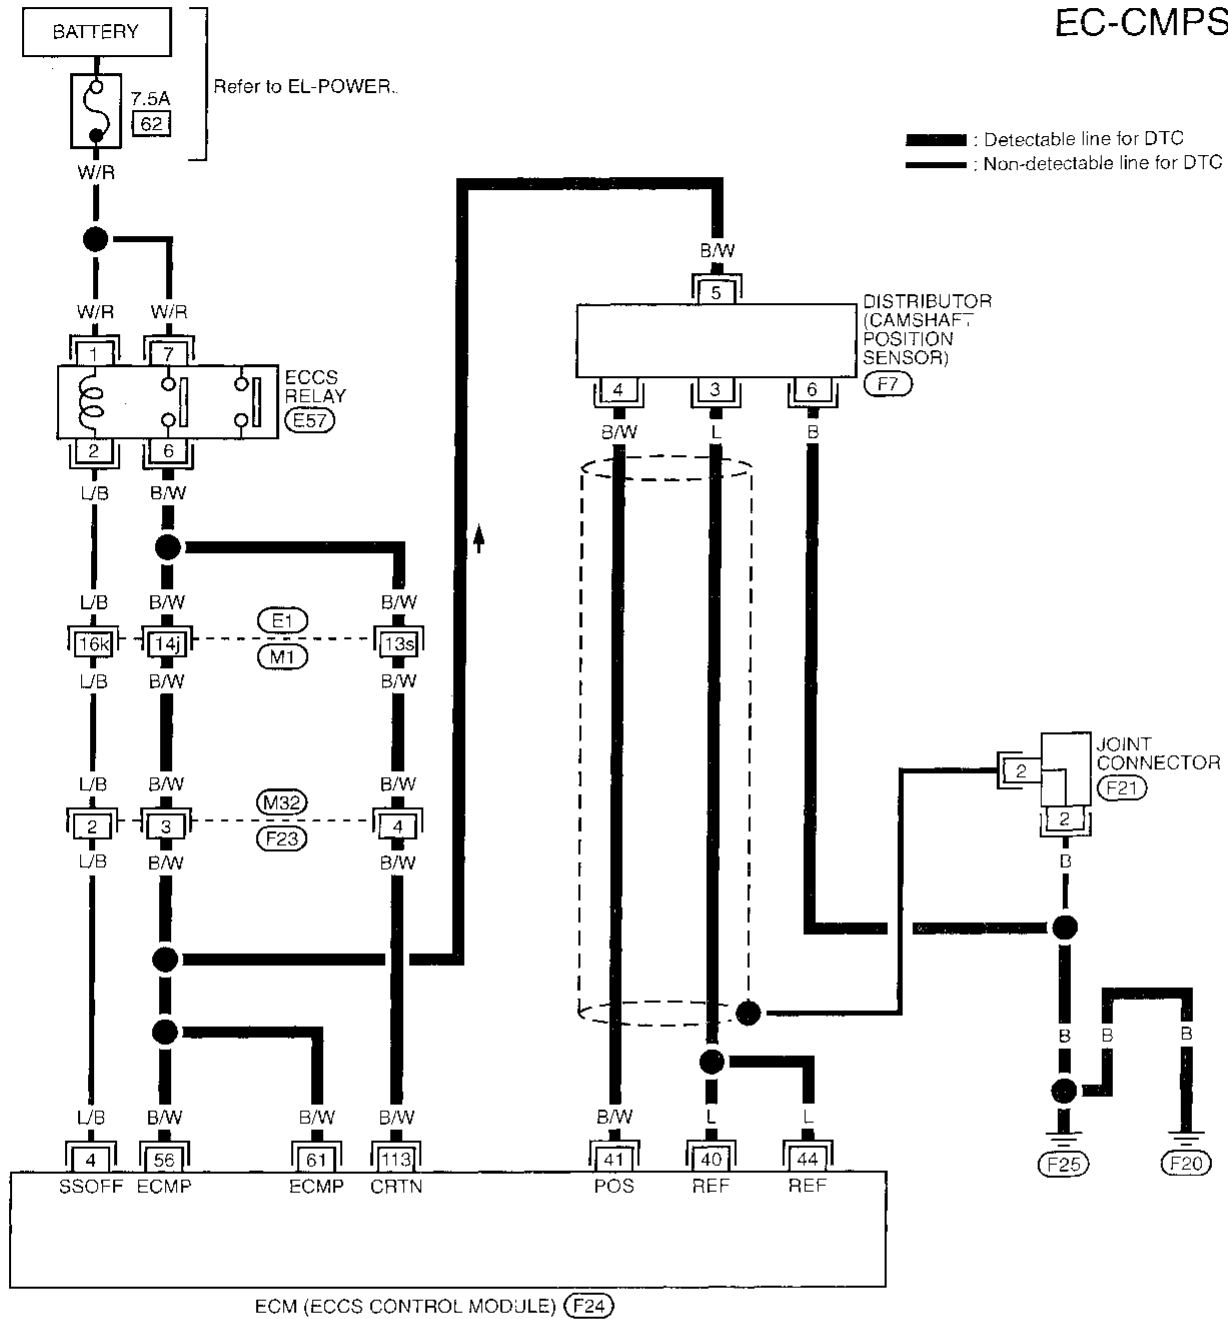 EC-CMPS
BATTERY
Refer to EL-POWER.
7.5A
62
W/R
: Detectable line for DTC
: Non-detectable line for DTC
B/W
5
DISTRIBUTOR
(CAMSHAFT
POSITION
SENSOR)
F7
W/R W/R
1 7
ECCS
RELAY
E57
4 3 6
B/W L B
2 6
L/B B/W
L/B B/W B/W
E1
16k 14j 13s
M1
L/B B/W B/W
JOINT
CONNECTOR
F21
2
2
B
L/B B/W B/W
M32
2 3 4
F23
L/B B/W B/W
B B B
L/B B/W B/W B/W B/W L L
4 56 61 113 41 40 44
SSOFF ECMP ECMP CRTN POS REF REF
F25 F20
ECM (ECCS CONTROL MODULE) F24